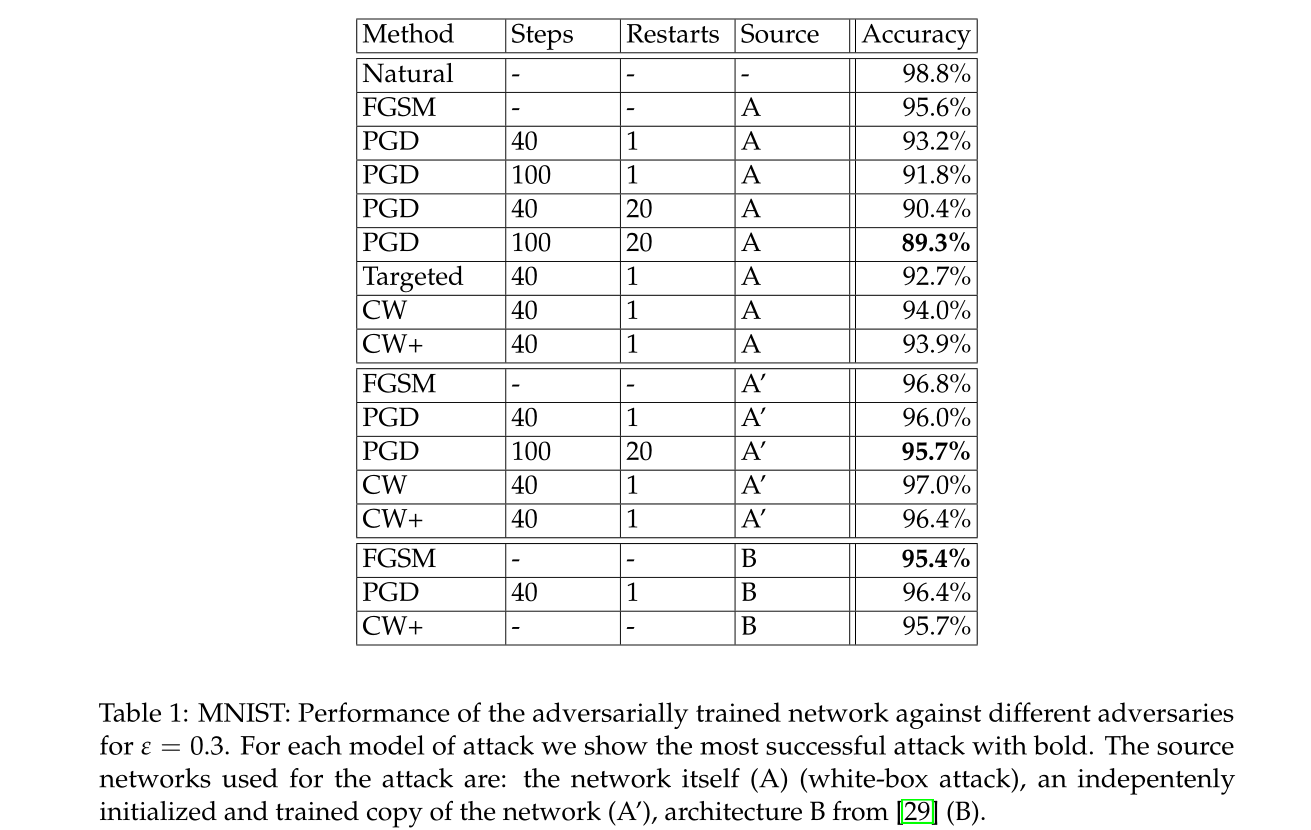 Method Steps Restarts Source Accuracy
Natural - - - 98.8%
FGSM - - A 95.6%
PGD 40 1 A 93.2%
PGD 100 1 A 91.8%
PGD 40 20 A 90.4%
PGD 100 20 A 89.3%
Targeted 40 1 A 92.7%
CW 40 1 A 94.0%
CW+ 40 1 A 93.9%
FGSM - - A′ 96.8%
PGD 40 1 A′ 96.0%
PGD 100 20 A′ 95.7%
CW 40 1 A′ 97.0%
CW+ 40 1 A′ 96.4%
FGSM - - B 95.4%
PGD 40 1 B 96.4%
CW+ - - B 95.7%
Table 1: MNIST: Performance of the adversarially trained network against different adversaries
for ε = 0.3. For each model of attack we show the most successful attack with bold. The source
networks used for the attack are: the network itself (A) (white-box attack), an indepentenly
initialized and trained copy of the network (A’), architecture B from [29] (B).